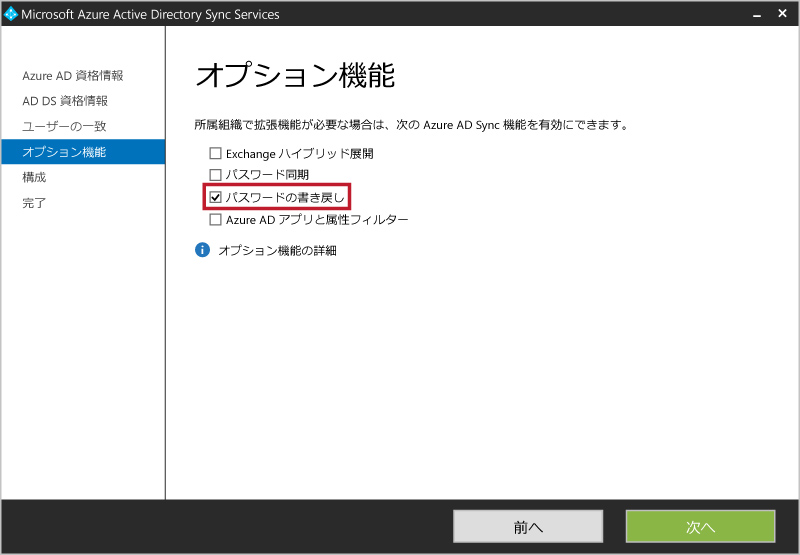 Microsoft Azure Active Directory Sync Services
Azure AD 資格情報
AD DS 資格情報
ユーザーの一致
オプション機能
構成
完了
オプション機能
所属組織で拡張機能が必要な場合は、次の Azure AD Sync 機能を有効にできます。
Exchange ハイブリッド展開
パスワード同期
パスワードの書き戻し
Azure AD アプリと属性フィルター
オプション機能の詳細
前へ
次へ